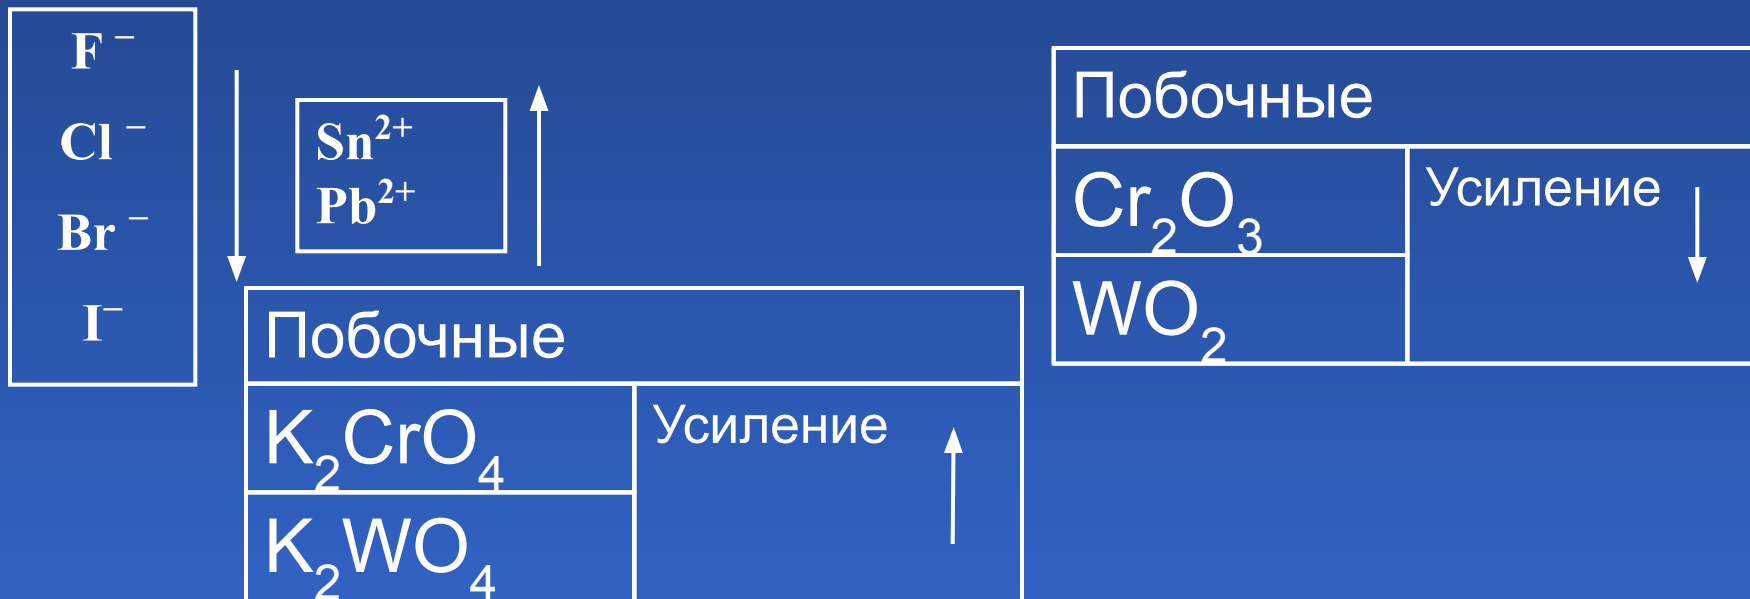 F⁻
Cl⁻
Br⁻
I⁻
Sn²⁺
Pb²⁺
Побочные
K₂CrO₄
Усиление
K₂WO₄
Побочные
Cr₂O₃
Усиление
WO₂